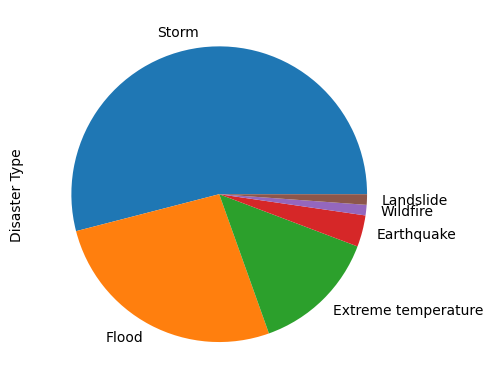 Storm
Disaster Type
Landslide
Wildfire
Earthquake
Extreme temperature
Flood